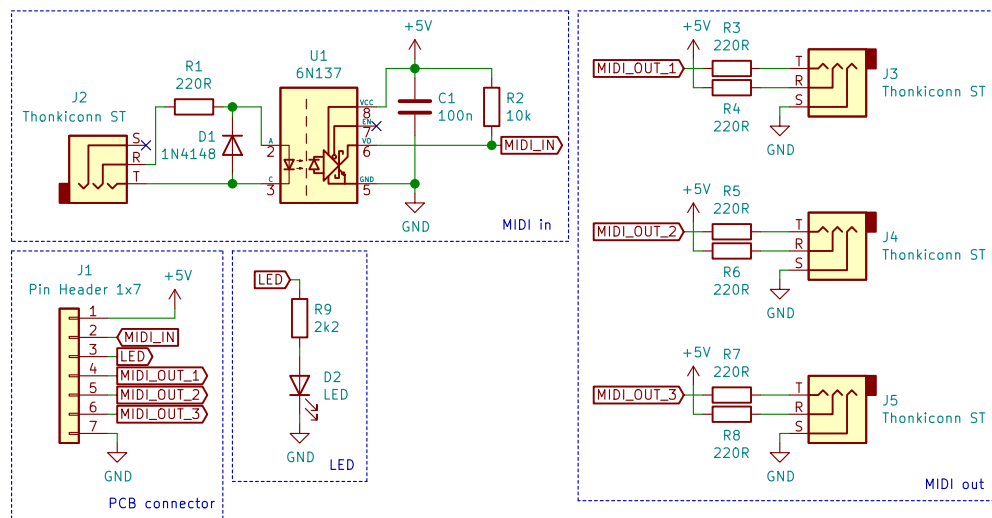 +5V
R1
220R
U1
6N137
J2
Thonkiconn ST
C1
100n
R2
10k
D1
1N4148
S
R
T
A
2
C
3
VCC
8
EN
7
VO
6
GND
5
MIDI_IN
GND
MIDI in
J1
Pin Header 1x7
+5V
1
2
3
4
5
6
7
MIDI_IN
LED
MIDI_OUT_1
MIDI_OUT_2
MIDI_OUT_3
GND
PCB connector
LED
R9
2k2
D2
LED
GND
LED
+5V
R3
220R
MIDI_OUT_1
R4
220R
T
R
S
J3
Thonkiconn ST
GND
+5V
R5
220R
MIDI_OUT_2
R6
220R
T
R
S
J4
Thonkiconn ST
GND
+5V
R7
220R
MIDI_OUT_3
R8
220R
T
R
S
J5
Thonkiconn ST
GND
MIDI out